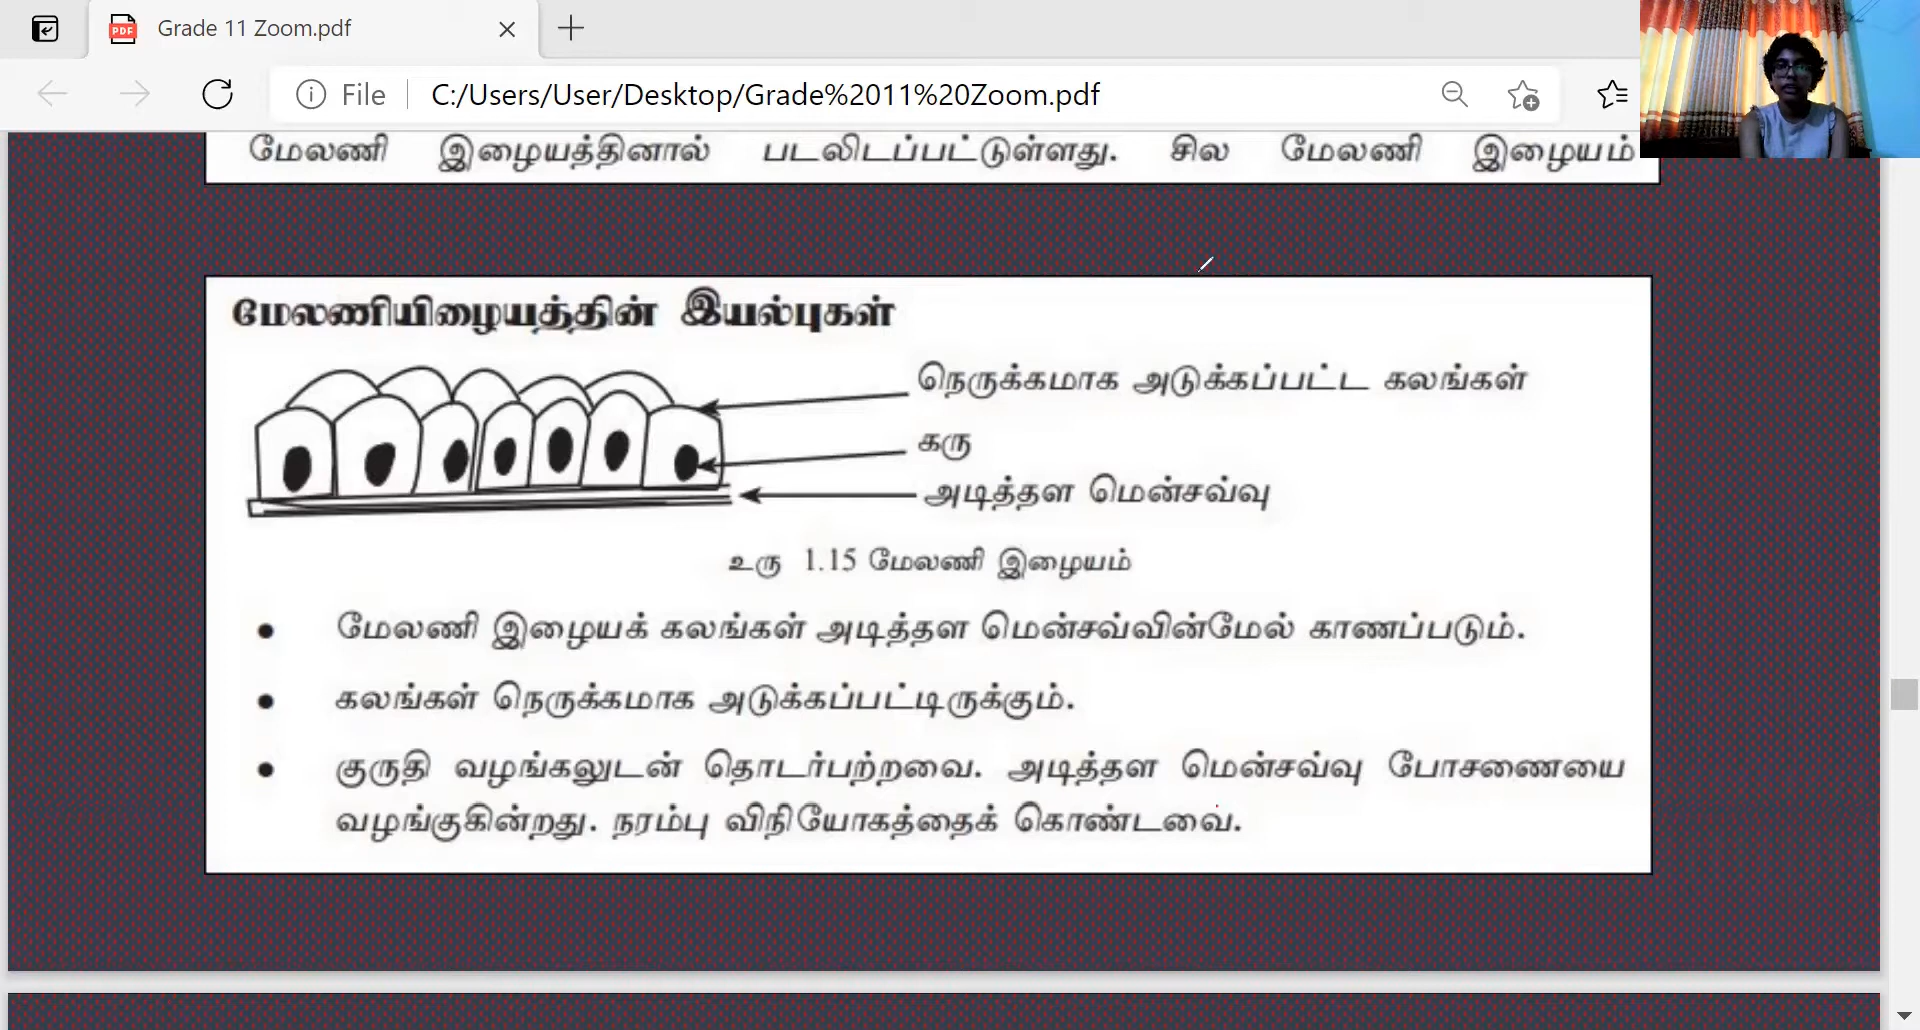 Grade 11 Zoom.pdf
PDF
File
C:/Users/User/Desktop/Grade%2011%20Zoom.pdf
மேலணி இழையத்தினால் படலிடப்பட்டுள்ளது. சில மேலணி இழையம்
மேலணியிழையத்தின் இயல்புகள்
நெருக்கமாக அடுக்கப்பட்ட கலங்கள்
கரு
அடித்தள மென்சவ்வு
உரு 1.15 மேலணி இழையம்
• மேலணி இழையக் கலங்கள் அடித்தள மென்சவ்வின்மேல் காணப்படும்.
• கலங்கள் நெருக்கமாக அடுக்கப்பட்டிருக்கும்.
• குருதி வழங்கலுடன் தொடர்பற்றவை. அடித்தள மென்சவ்வு போசணையை
வழங்குகின்றது. நரம்பு விநியோகத்தைக் கொண்டவை.